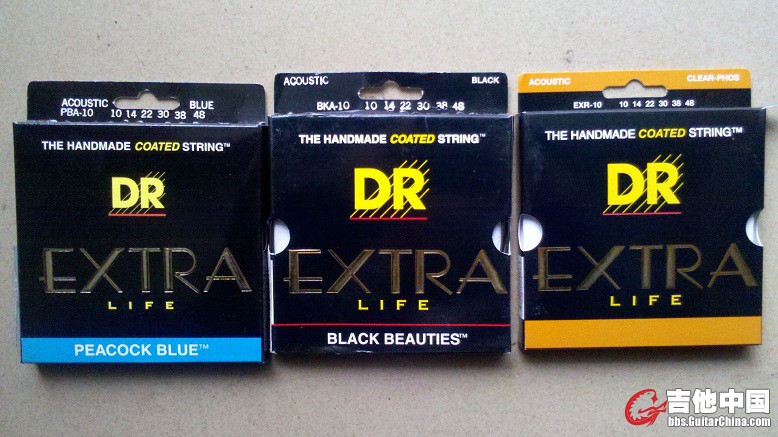 ACOUSTIC BLUE
PBA-10 10 14 22 30 38 48
THE HANDMADE COATED STRING™
DR
EXTRA
LIFE
PEACOCK BLUE™
ACOUSTIC BLACK
BKA-10 10 14 22 30 38 48
THE HANDMADE COATED STRING™
DR
EXTRA
LIFE
BLACK BEAUTIES™
ACOUSTIC CLEAR-PHOS
EXR-10 10 14 22 30 38 48
THE HANDMADE COATED STRING™
DR
EXTRA
LIFE
吉他中国
bbs.GuitarChina.com